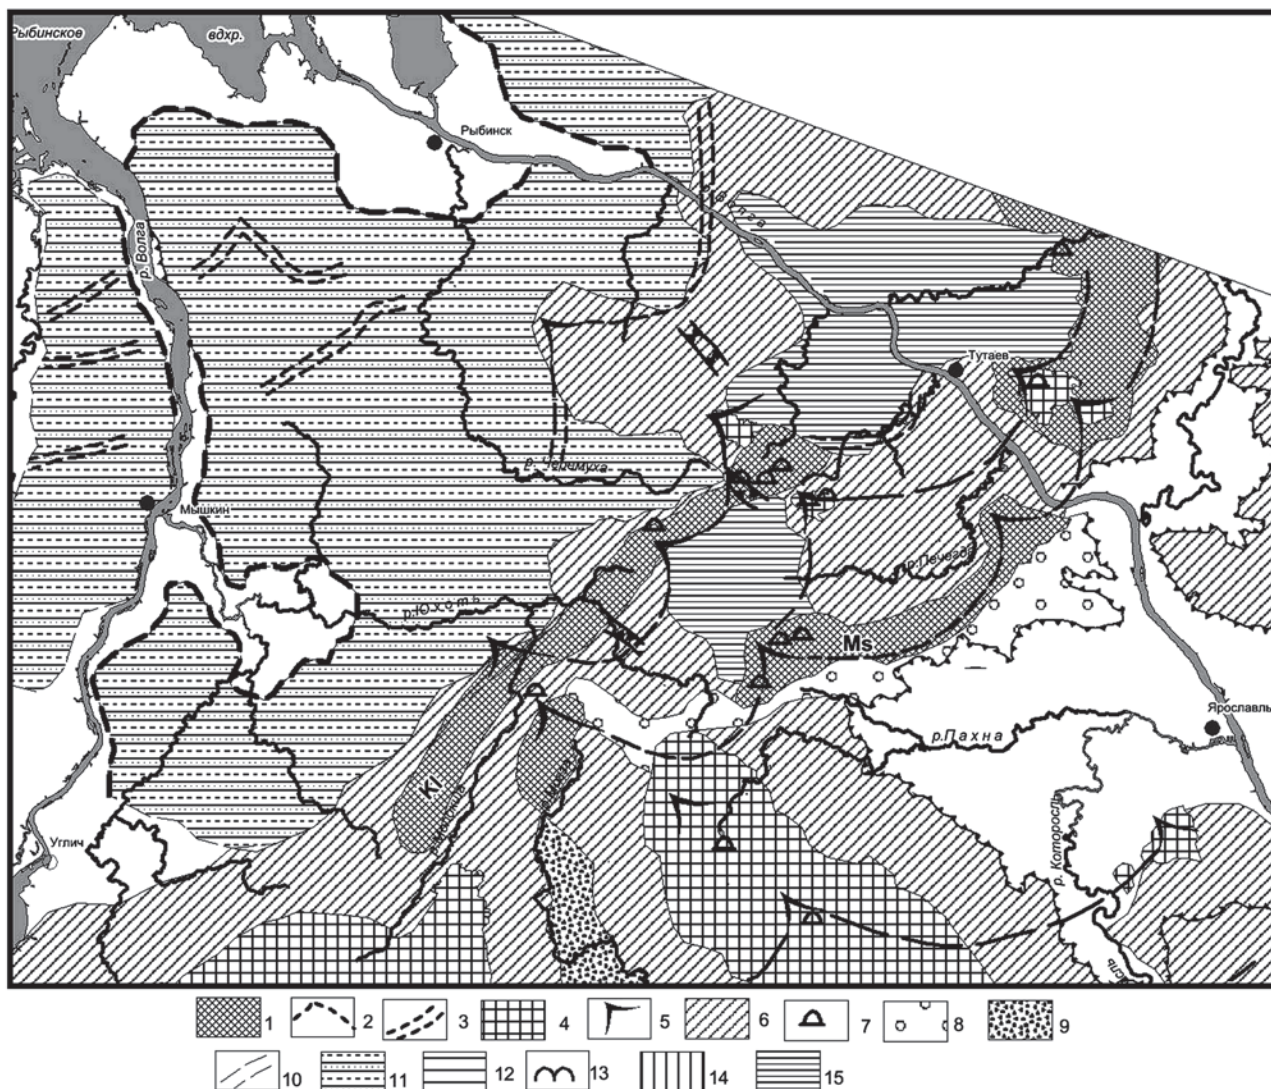 Рыбинское
вдхр.
Рыбинск
р. Волга
р. Волга
Тутаев
р. Черемуха
Мышкин
р. Печегда
р. Юхоть
Ms
Ярославль
р. Пахна
Kl
р. Которосль
Углич
1
2
3
4
5
6
7
8
9
10
11
12
13
14
15